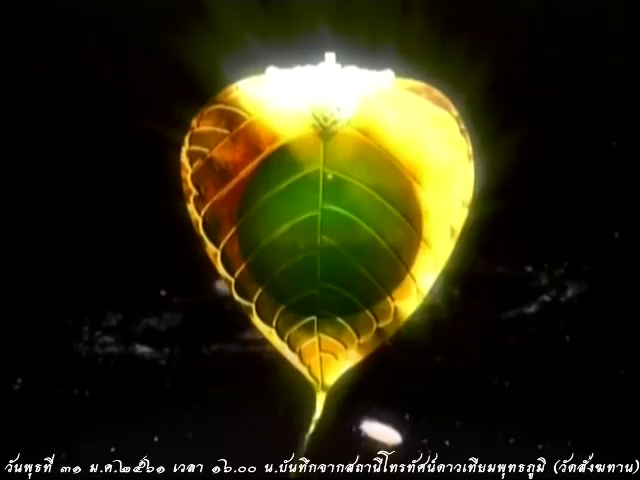 วันพุธที่ ๓๑ ม.ค.๒๕๖๑ เวลา ๑๖.๐๐ น.บันทึกจากสถานีโทรทัศน์ดาวเทียมพุทธภูมิ (วัดสังฆทาน)